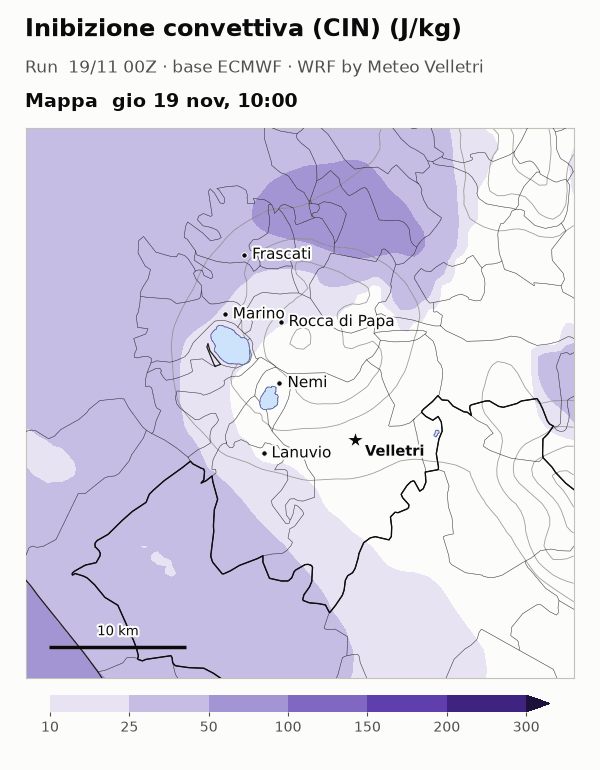 Inibizione convettiva (CIN) (J/kg)
Run  19/11 00Z · base ECMWF · WRF by Meteo Velletri
Mappa  gio 19 nov, 10:00
Frascati
Marino
Rocca di Papa
Nemi
Velletri
Lanuvio
10 km
10 25 50 100 150 200 300